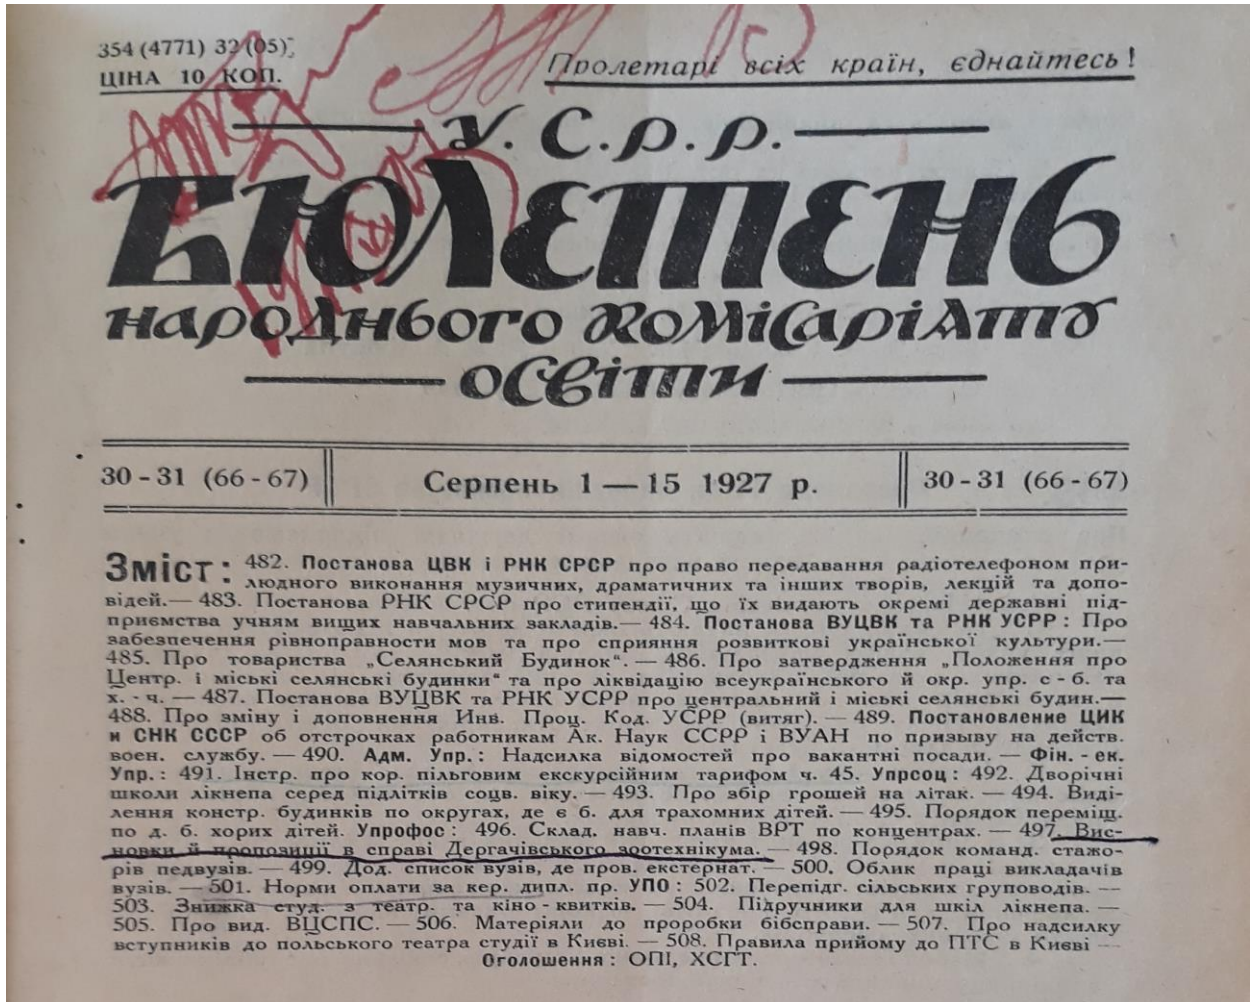 354 (4771) 32 (05)
ЦІНА 10 КОП.
Пролетарі всіх країн, єднайтесь!
У.С.Р.Р.
БЮЛЕТЕНЬ
НАРОДНЬОГО КОМІСАРІЯТУ
ОСВІТИ
30 - 31 (66 - 67)
Серпень 1 — 15 1927 р.
30 - 31 (66 - 67)
Зміст: 482. Постанова ЦВК і РНК СРСР про право передавання радіотелефоном при-
людного виконання музичних, драматичних та інших творів, лекцій та допо-
відей.— 483. Постанова РНК СРСР про стипендії, що їх видають окремі державні під-
приємства учням вищих навчальних закладів.— 484. Постанова ВУЦВК та РНК УСРР: Про
забезпечення рівноправности мов та про сприяння розвиткові української культури.—
485. Про товариства „Селянський Будинок“. — 486. Про затвердження „Положення про
Центр. і міські селянські будинки“ та про ліквідацію всеукраїнського й окр. упр. с - б. та
х. - ч. — 487. Постанова ВУЦВК та РНК УСРР про центральний і міські селянські будин.—
488. Про зміну і доповнення Инв. Проц. Код. УСРР (витяг). — 489. Постановление ЦИК
и СНК СССР об отстрочках работникам Ак. Наук ССРР і ВУАН по призыву на действ.
воен. службу. — 490. Адм. Упр.: Надсилка відомостей про вакантні посади. — Фін. - ек.
Упр.: 491. Інстр. про кор. пільговим екскурсійним тарифом ч. 45. Упрсоц: 492. Дворічні
школи лікнепа серед підлітків соцв. віку. — 493. Про збір грошей на літак. — 494. Виді-
лення констр. будинків по округах, де є б. для трахомних дітей. — 495. Порядок переміщ.
по д. б. хорих дітей. Упрофос: 496. Склад. навч. планів ВРТ по концентрах. — 497. Вис-
новки й пропозиції в справі Дергачівського зоотехнікума. — 498. Порядок команд. стажо-
рів педвузів. — 499. Дод. список вузів, де пров. екстернат. — 500. Облик праці викладачів
вузів. — 501. Норми оплати за кер. дипл. пр. УПО: 502. Перепідг. сільських груповодів. —
503. Знижка студ. з театр. та кіно - квитків. — 504. Підручники для шкіл лікнепа. —
505. Про вид. ВЦСПС. — 506. Матеріяли до проробки бібсправи. — 507. Про надсилку
вступників до польського театра студії в Києві. — 508. Правила прийому до ПТС в Києві —
Оголошення: ОПІ, ХСГТ.